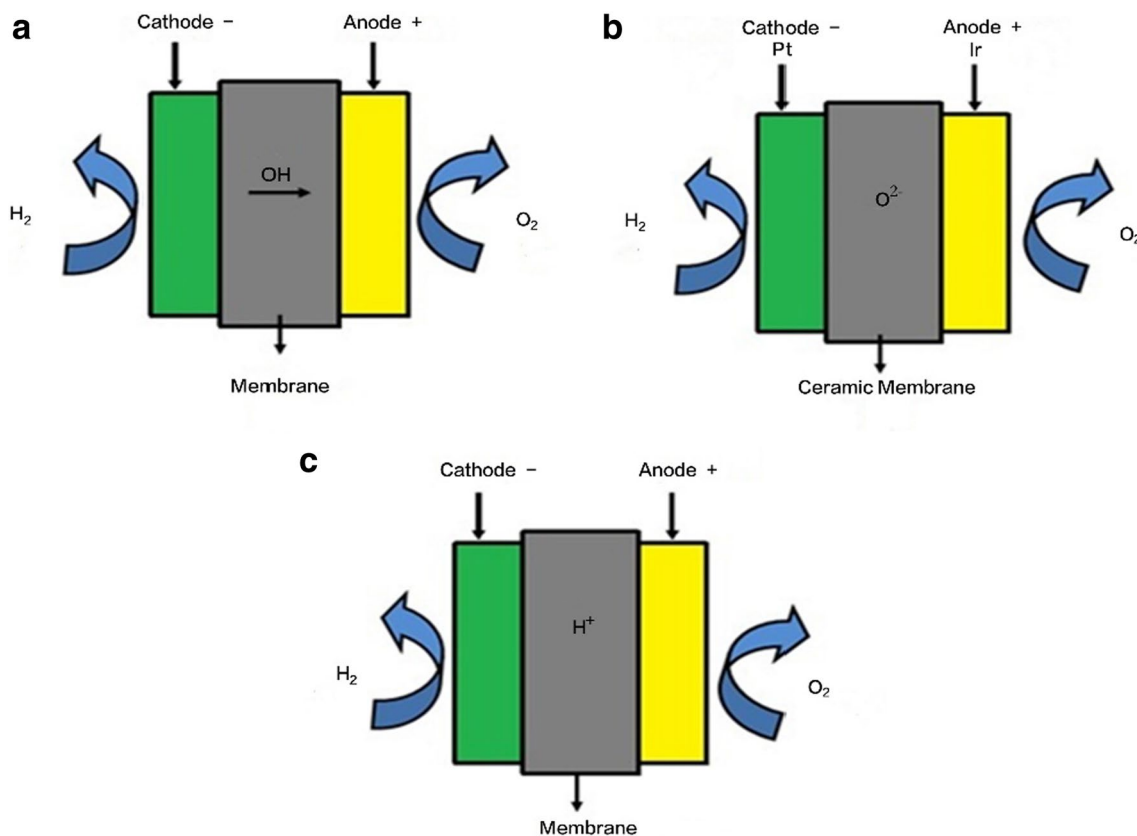 a
Cathode − Anode +
OH
H₂ O₂
Membrane
b
Cathode − Anode +
Pt Ir
O²⁻
H₂ O₂
Ceramic Membrane
c
Cathode − Anode +
H⁺
H₂ O₂
Membrane